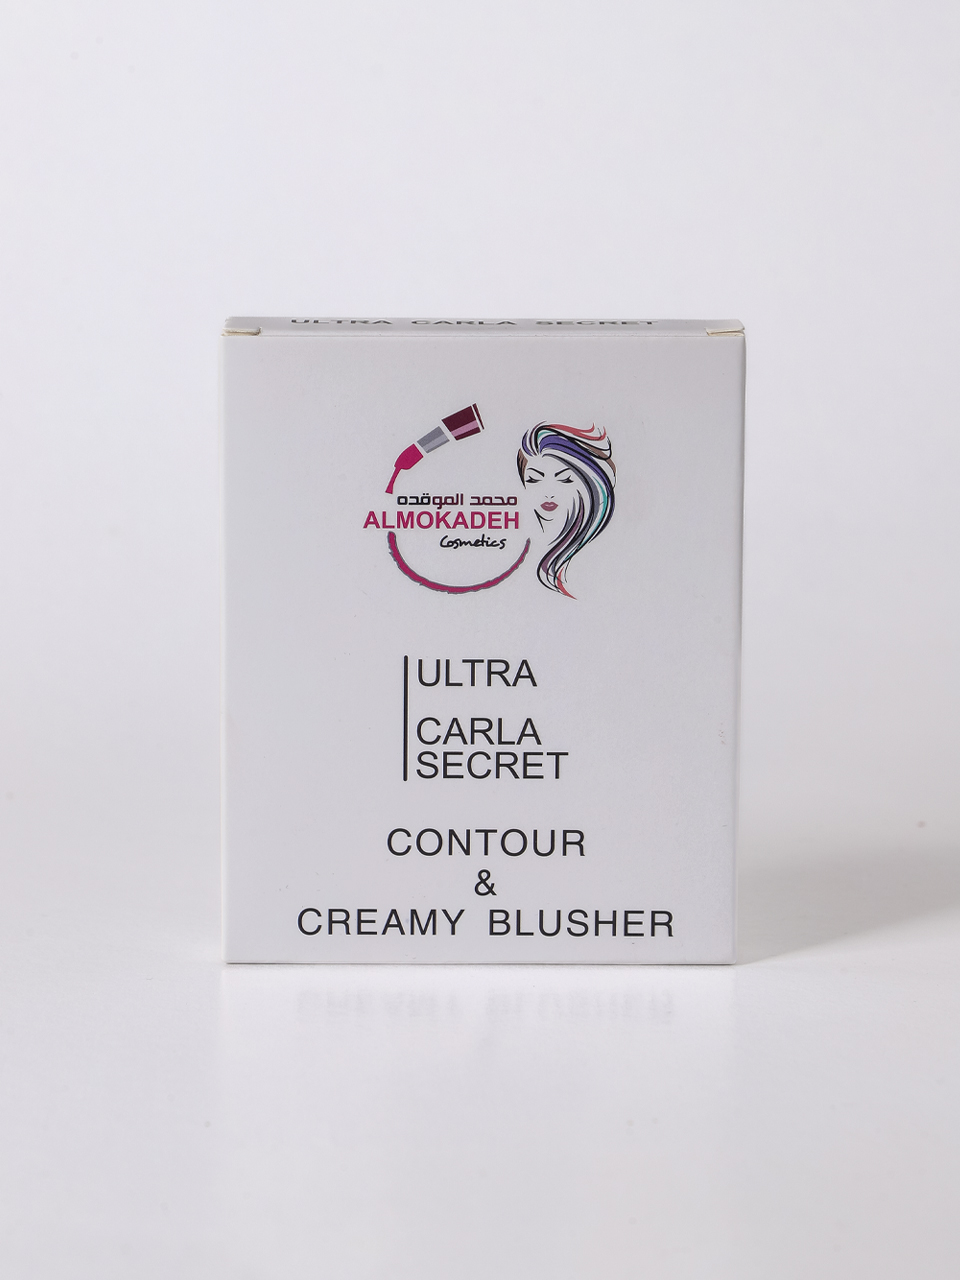 ULTRA CARLA SECRET
محمد الموقده
ALMOKADEH
Cosmetics
ULTRA
CARLA
SECRET
CONTOUR
&
CREAMY BLUSHER